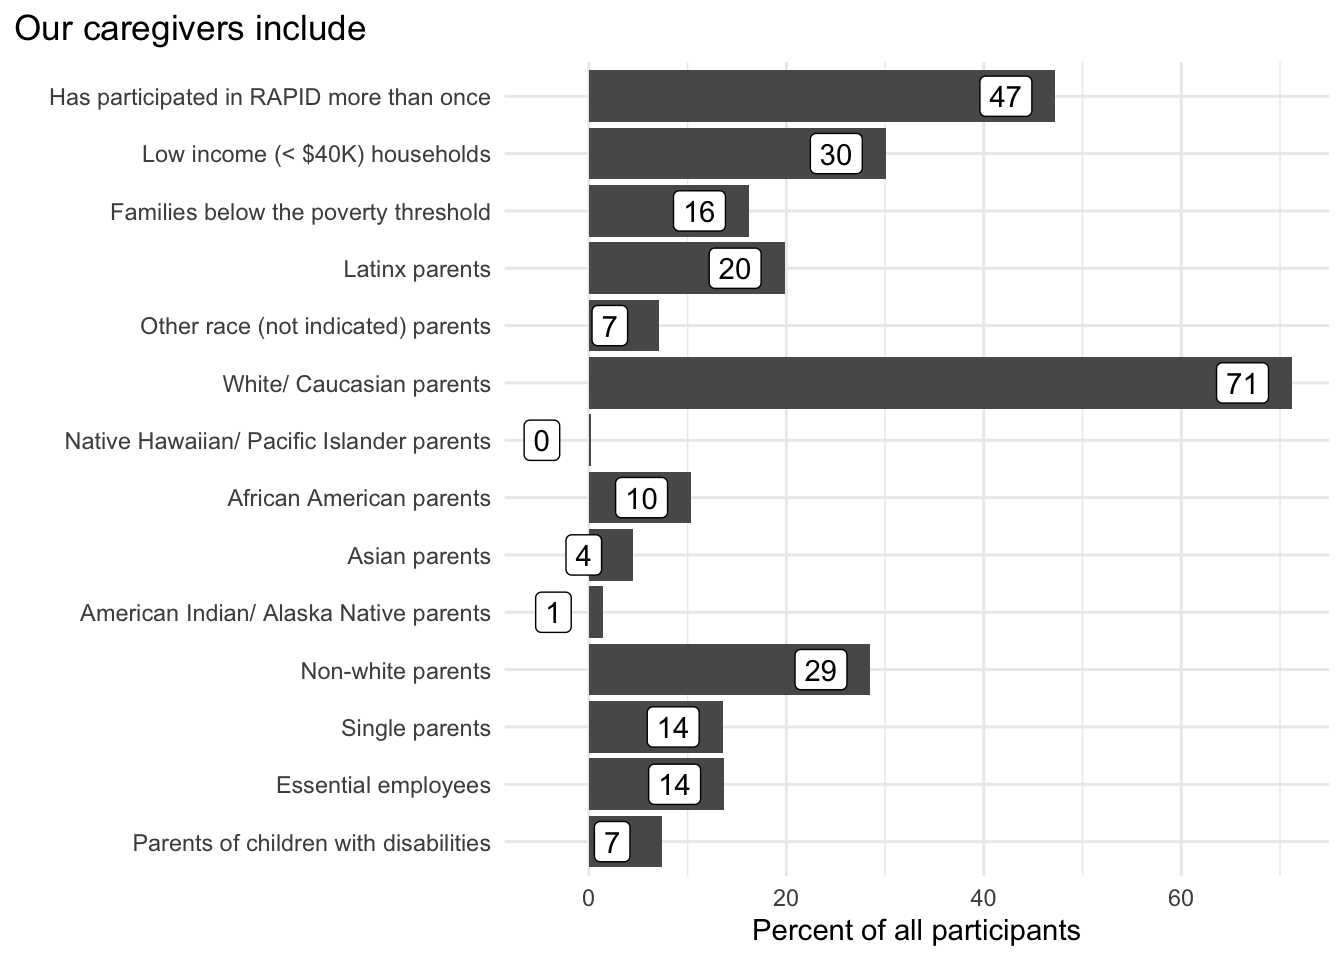 Our caregivers include
Has participated in RAPID more than once 47
Low income (< $40K) households 30
Families below the poverty threshold 16
Latinx parents 20
Other race (not indicated) parents 7
White/ Caucasian parents 71
Native Hawaiian/ Pacific Islander parents 0
African American parents 10
Asian parents 4
American Indian/ Alaska Native parents 1
Non-white parents 29
Single parents 14
Essential employees 14
Parents of children with disabilities 7
0 20 40 60
Percent of all participants